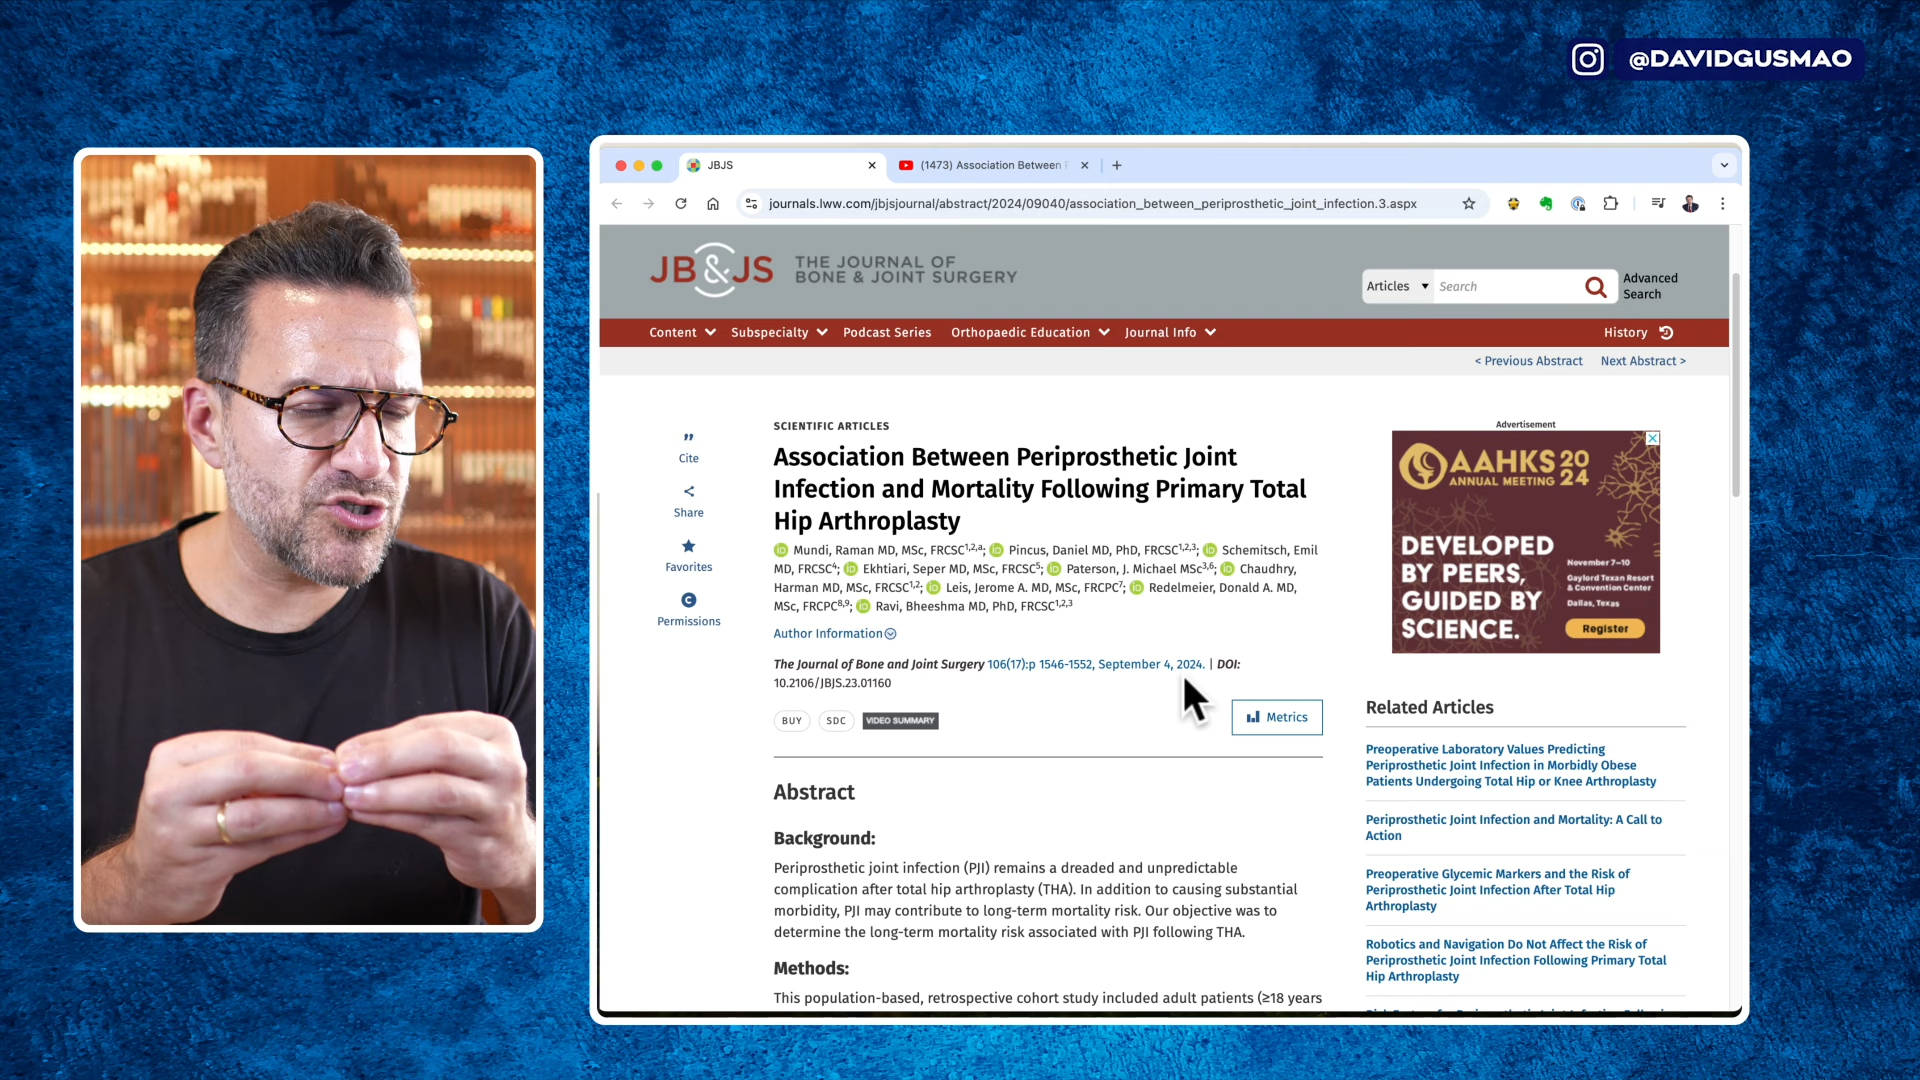 @DAVIDGUSMAO
JBJS
(1473) Association Between
journals.lww.com/jbjsjournal/abstract/2024/09040/association_between_periprosthetic_joint_infection.3.aspx
JB&JS
THE JOURNAL OF
BONE & JOINT SURGERY
Articles
Search
Advanced
Search
Content
Subspecialty
Podcast Series
Orthopaedic Education
Journal Info
History
< Previous Abstract
Next Abstract >
Cite
Share
Favorites
Permissions
SCIENTIFIC ARTICLES
Association Between Periprosthetic Joint
Infection and Mortality Following Primary Total
Hip Arthroplasty
Mundi, Raman MD, MSc, FRCSC1,2,a; Pincus, Daniel MD, PhD, FRCSC1,2,3; Schemitsch, Emil
MD, FRCSC4; Ekhtiari, Seper MD, MSc, FRCSC5; Paterson, J. Michael MSc3,6; Chaudhry,
Harman MD, MSc, FRCSC1,2; Leis, Jerome A. MD, MSc, FRCPC7; Redelmeier, Donald A. MD,
MSc, FRCPC8,9; Ravi, Bheeshma MD, PhD, FRCSC1,2,3
Author Information
The Journal of Bone and Joint Surgery 106(17):p 1546-1552, September 4, 2024. | DOI:
10.2106/JBJS.23.01160
BUY
SDC
VIDEO SUMMARY
Metrics
Abstract
Background:
Periprosthetic joint infection (PJI) remains a dreaded and unpredictable
complication after total hip arthroplasty (THA). In addition to causing substantial
morbidity, PJI may contribute to long-term mortality risk. Our objective was to
determine the long-term mortality risk associated with PJI following THA.
Methods:
This population-based, retrospective cohort study included adult patients (≥18 years
Advertisement
AAHKS 2024
ANNUAL MEETING
DEVELOPED
BY PEERS,
GUIDED BY
SCIENCE.
November 7–10
Gaylord Texan Resort
& Convention Center
Dallas, Texas
Register
Related Articles
Preoperative Laboratory Values Predicting
Periprosthetic Joint Infection in Morbidly Obese
Patients Undergoing Total Hip or Knee Arthroplasty
Periprosthetic Joint Infection and Mortality: A Call to
Action
Preoperative Glycemic Markers and the Risk of
Periprosthetic Joint Infection After Total Hip
Arthroplasty
Robotics and Navigation Do Not Affect the Risk of
Periprosthetic Joint Infection Following Primary Total
Hip Arthroplasty